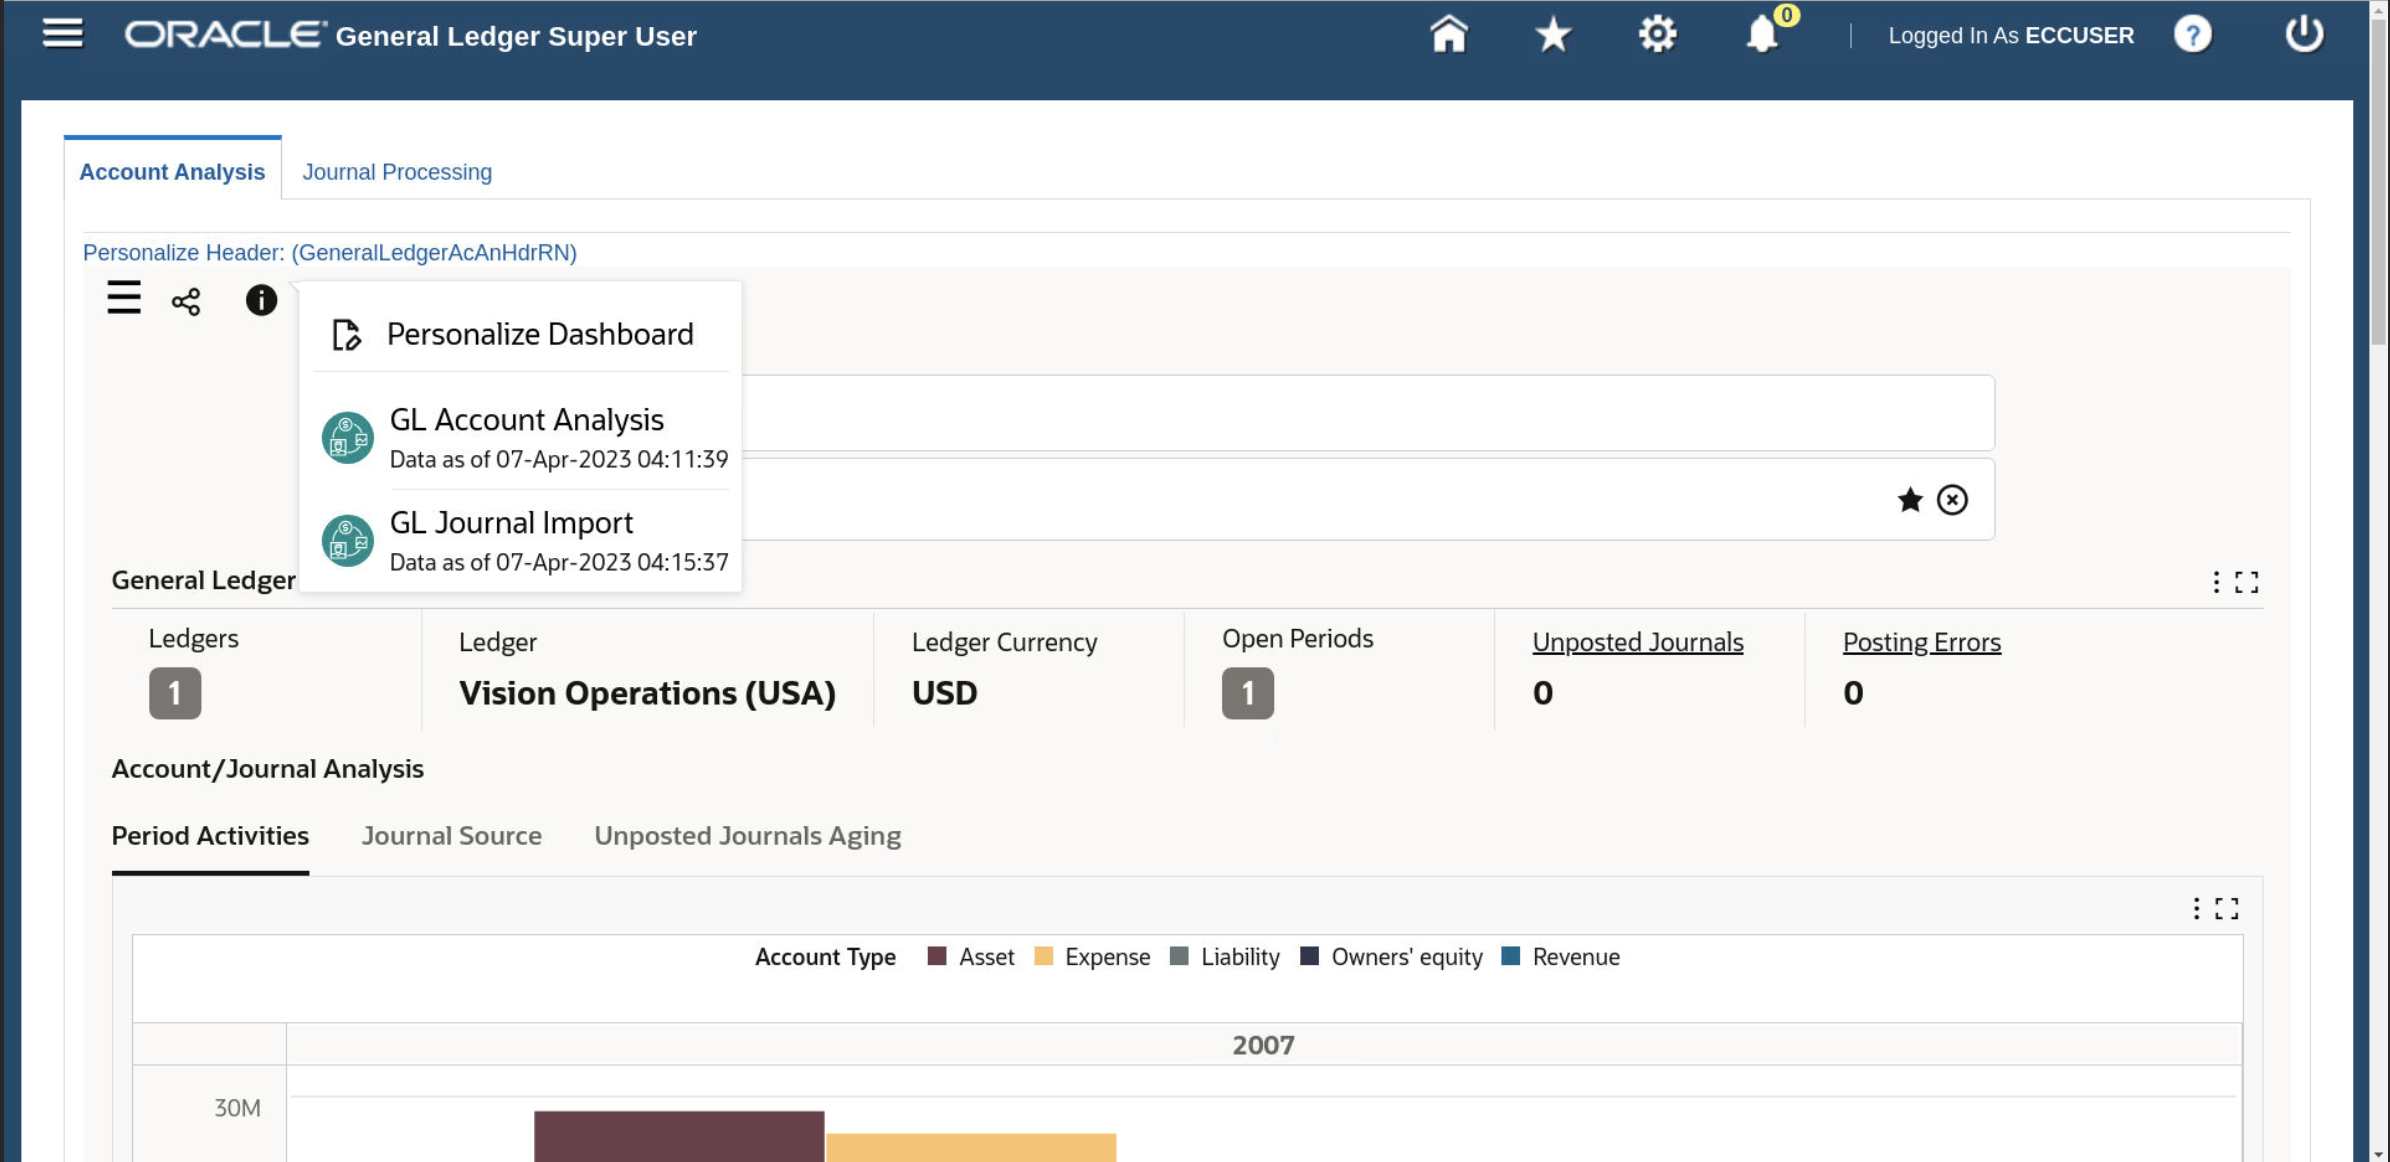 ORACLE General Ledger Super User
0
Logged In As ECCUSER
?
Account Analysis
Journal Processing
Personalize Header: (GeneralLedgerAcAnHdrRN)
Personalize Dashboard
GL Account Analysis
Data as of 07-Apr-2023 04:11:39
GL Journal Import
Data as of 07-Apr-2023 04:15:37
General Ledger
Ledgers
1
Ledger
Vision Operations (USA)
Ledger Currency
USD
Open Periods
1
Unposted Journals
0
Posting Errors
0
Account/Journal Analysis
Period Activities
Journal Source
Unposted Journals Aging
Account Type Asset Expense Liability Owners' equity Revenue
2007
30M